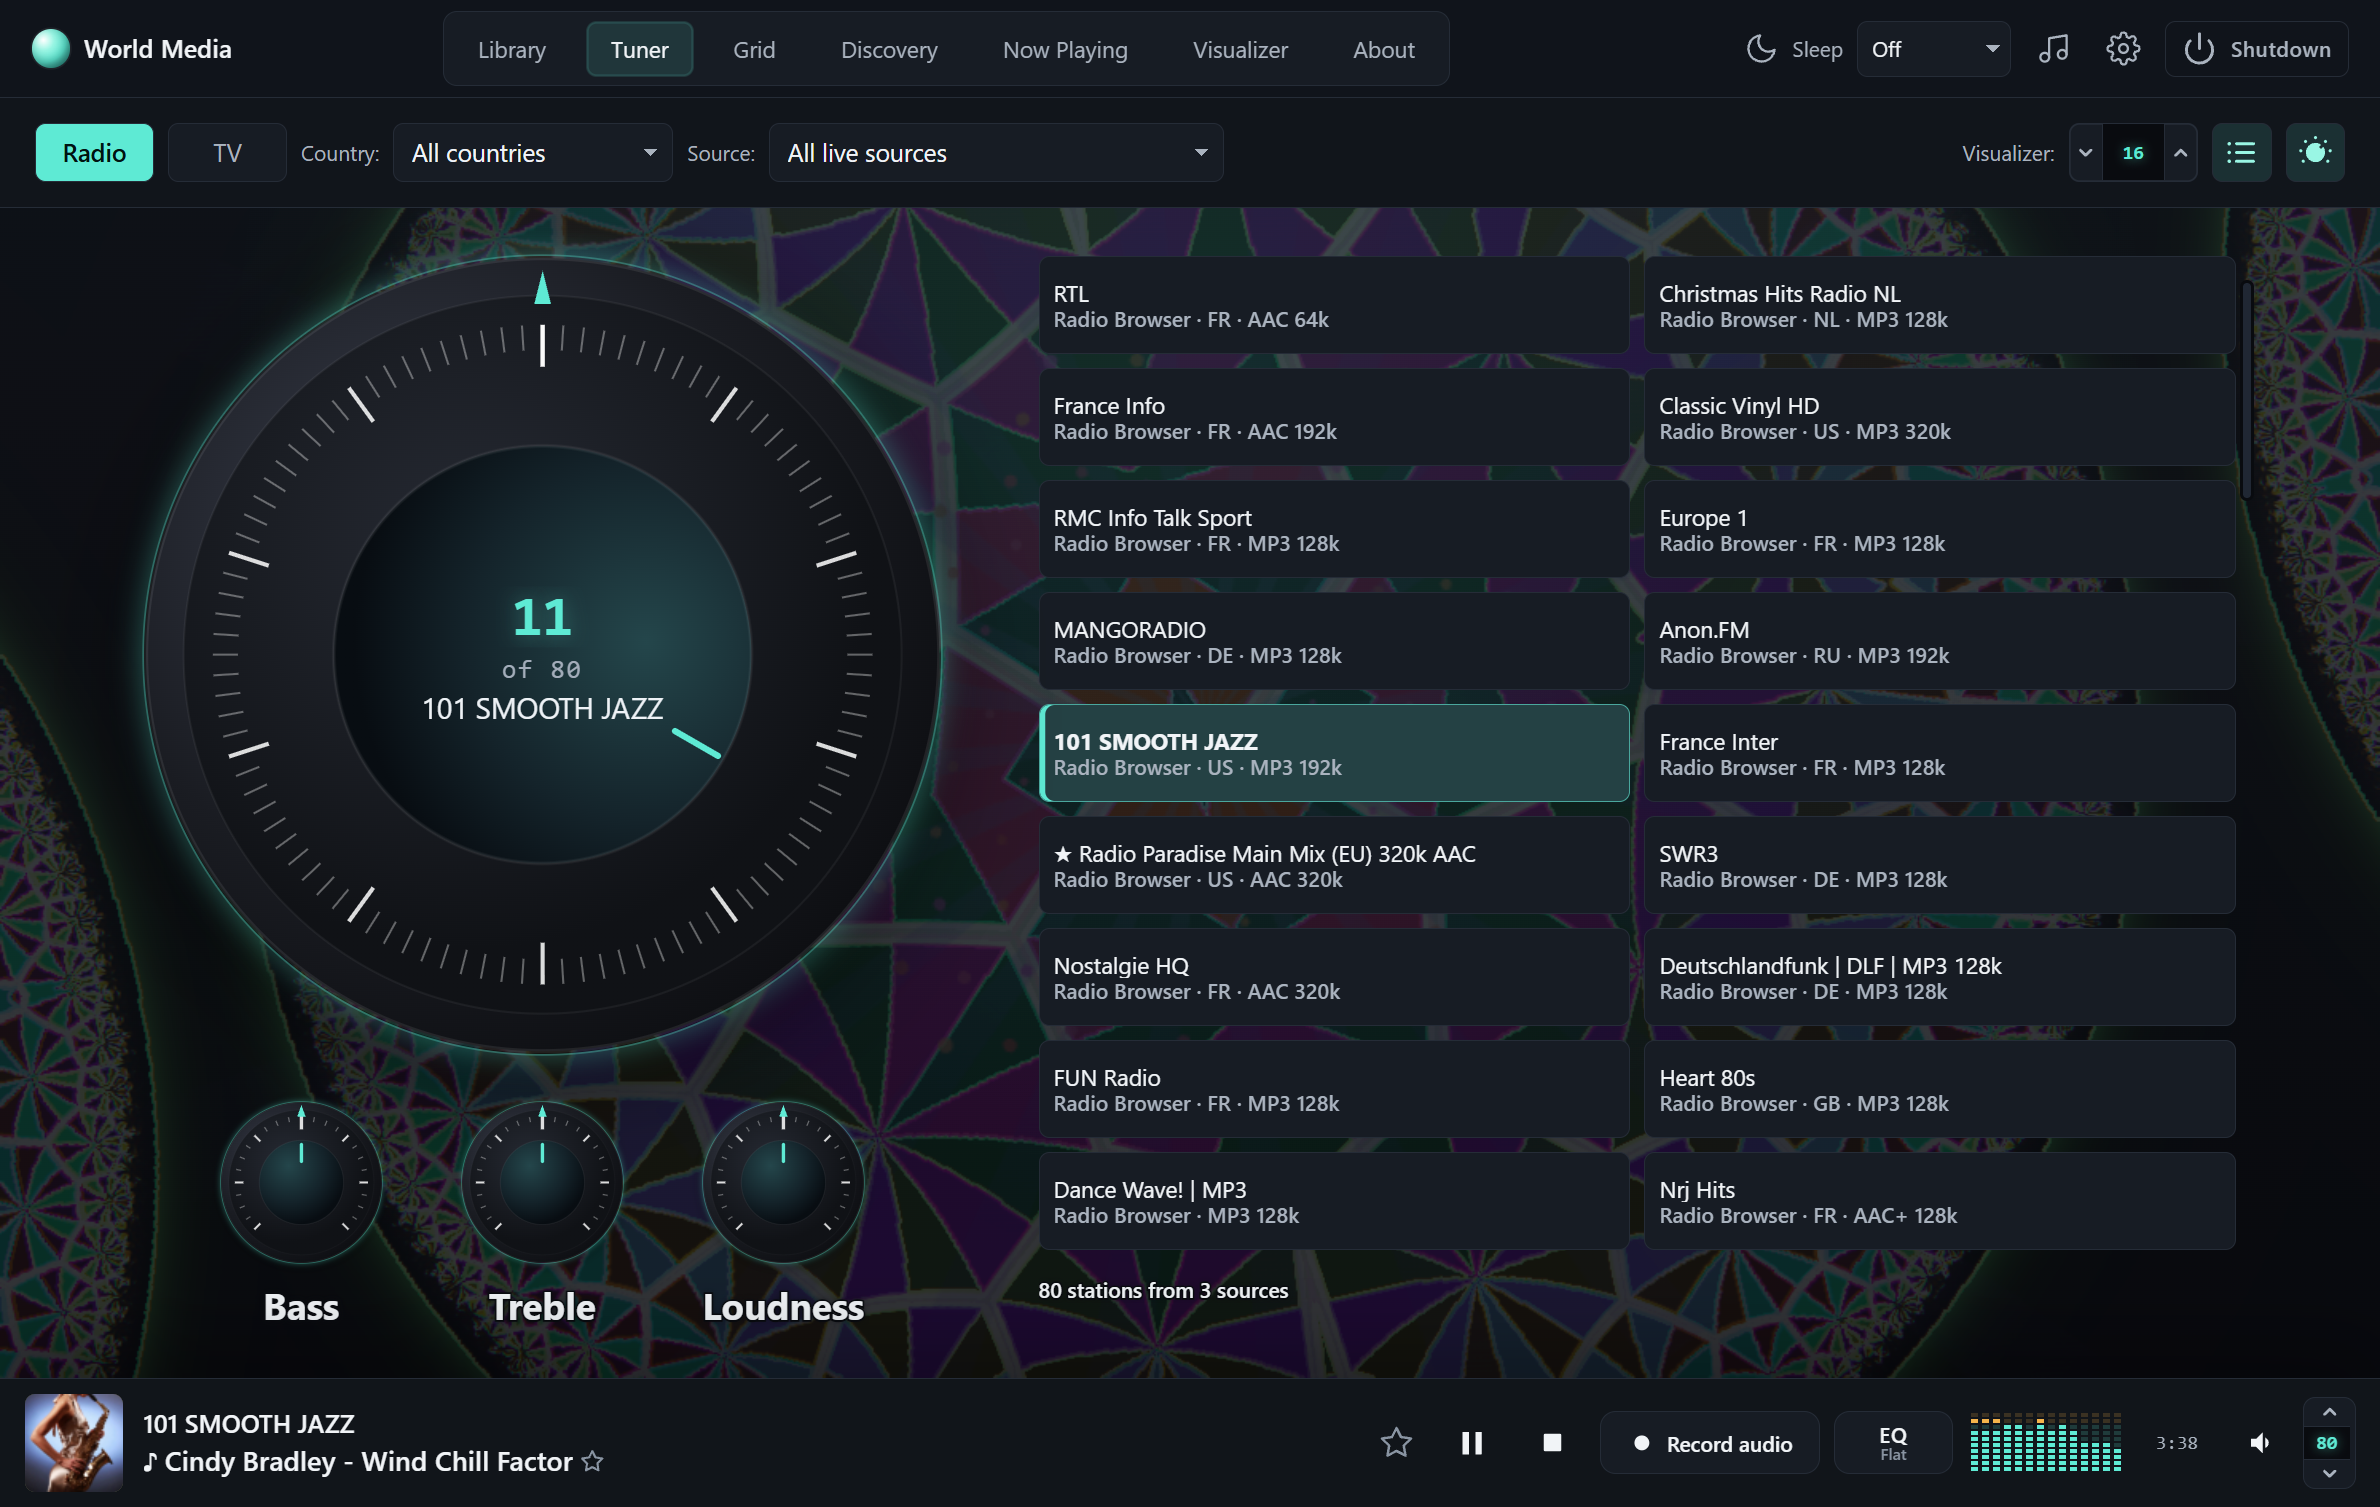 World Media
Library
Tuner
Grid
Discovery
Now Playing
Visualizer
About
Sleep
Off
Shutdown
Radio
TV
Country:
All countries
Source:
All live sources
Visualizer:
16
11
of 80
101 SMOOTH JAZZ
Bass
Treble
Loudness
RTL
Radio Browser · FR · AAC 64k
Christmas Hits Radio NL
Radio Browser · NL · MP3 128k
France Info
Radio Browser · FR · AAC 192k
Classic Vinyl HD
Radio Browser · US · MP3 320k
RMC Info Talk Sport
Radio Browser · FR · MP3 128k
Europe 1
Radio Browser · FR · MP3 128k
MANGORADIO
Radio Browser · DE · MP3 128k
Anon.FM
Radio Browser · RU · MP3 192k
101 SMOOTH JAZZ
Radio Browser · US · MP3 192k
France Inter
Radio Browser · FR · MP3 128k
★ Radio Paradise Main Mix (EU) 320k AAC
Radio Browser · US · AAC 320k
SWR3
Radio Browser · DE · MP3 128k
Nostalgie HQ
Radio Browser · FR · AAC 320k
Deutschlandfunk | DLF | MP3 128k
Radio Browser · DE · MP3 128k
FUN Radio
Radio Browser · FR · MP3 128k
Heart 80s
Radio Browser · GB · MP3 128k
Dance Wave! | MP3
Radio Browser · MP3 128k
Nrj Hits
Radio Browser · FR · AAC+ 128k
80 stations from 3 sources
101 SMOOTH JAZZ
♪ Cindy Bradley - Wind Chill Factor ☆
Record audio
EQ
Flat
3:38
80